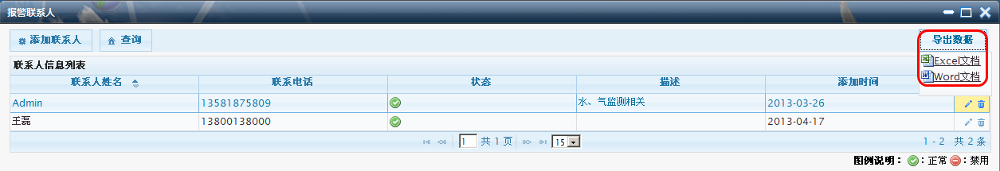 报警联系人
添加联系人 查询 导出数据
Excel文档
Word文档
联系人信息列表
联系人姓名 联系电话 状态 描述 添加时间
Admin 13581875809 水、气监测相关 2013-03-26
王磊 13800138000 2013-04-17
1 共 1 页 15 1 - 2 共 2 条
图例说明： ：正常 ：禁用